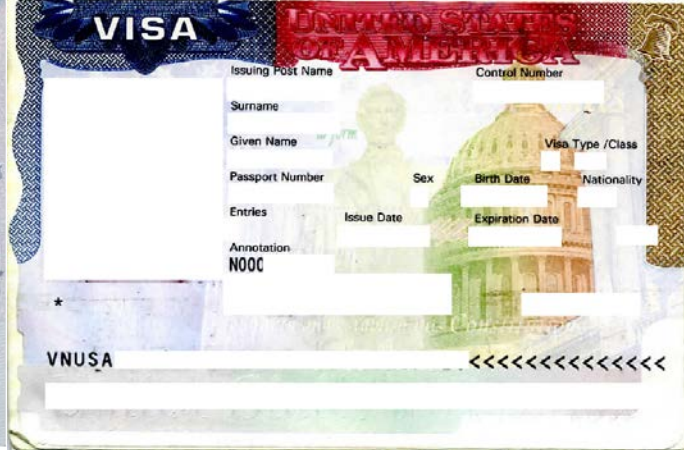 VISA
UNITED STATES
OF AMERICA
Issuing Post Name Control Number
Surname
Given Name Visa Type /Class
Passport Number Sex Birth Date Nationality
Entries Issue Date Expiration Date
Annotation
N000
*
VNUSA <<<<<<<<<<<<<<